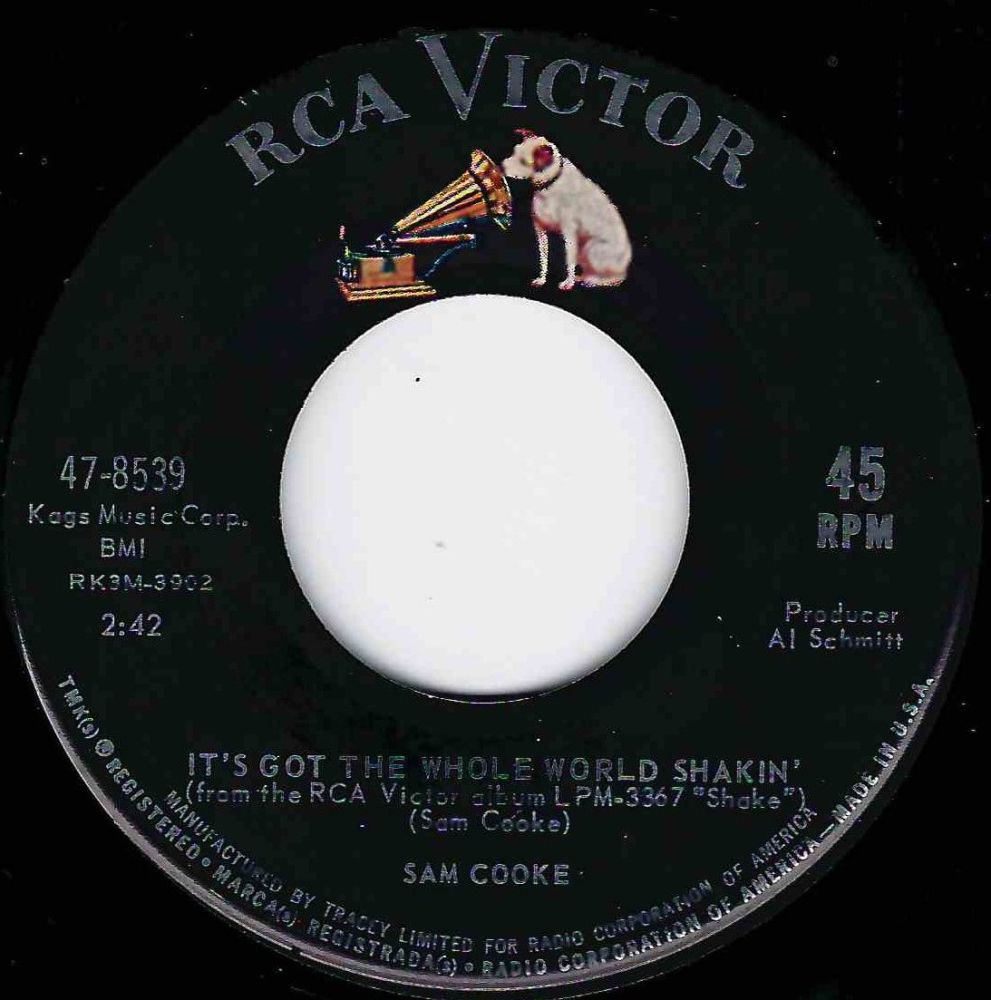 RCA VICTOR
47-8539
Kags Music Corp.
BMI
RK3M-3902
2:42
45
RPM
Producer
Al Schmitt
IT'S GOT THE WHOLE WORLD SHAKIN'
(from the RCA Victor album LPM-3367 "Shake")
(Sam Cooke)
SAM COOKE
MANUFACTURED BY TRACEY LIMITED FOR RADIO CORPORATION OF AMERICA
TMK(s) ® REGISTERED • MARCA(s) REGISTRADA(s) • RADIO CORPORATION OF AMERICA—MADE IN U.S.A.